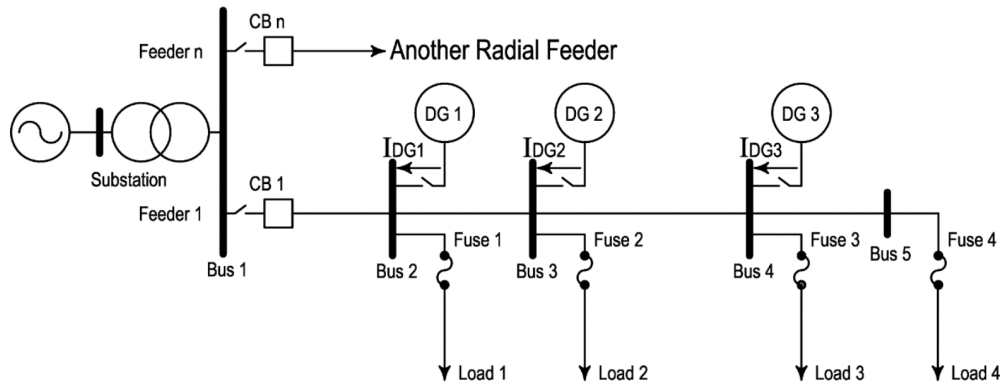 CB n
Feeder n
Another Radial Feeder
DG 1
DG 2
DG 3
IDG1
IDG2
IDG3
Substation
CB 1
Feeder 1
Fuse 1
Fuse 2
Fuse 3
Fuse 4
Bus 1
Bus 2
Bus 3
Bus 4
Bus 5
Load 1
Load 2
Load 3
Load 4